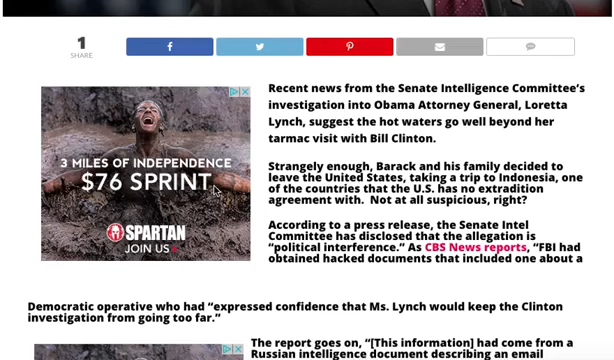 1
SHARE
3 MILES OF INDEPENDENCE
$76 SPRINT
SPARTAN
JOIN US
Recent news from the Senate Intelligence Committee's
investigation into Obama Attorney General, Loretta
Lynch, suggest the hot waters go well beyond her
tarmac visit with Bill Clinton.
Strangely enough, Barack and his family decided to
leave the United States, taking a trip to Indonesia, one
of the countries that the U.S. has no extradition
agreement with.  Not at all suspicious, right?
According to a press release, the Senate Intel
Committee has disclosed that the allegation is
"political interference." As CBS News reports, "FBI had
obtained hacked documents that included one about a
Democratic operative who had "expressed confidence that Ms. Lynch would keep the Clinton
investigation from going too far."
The report goes on, "[This information] had come from a
Russian intelligence document describing an email